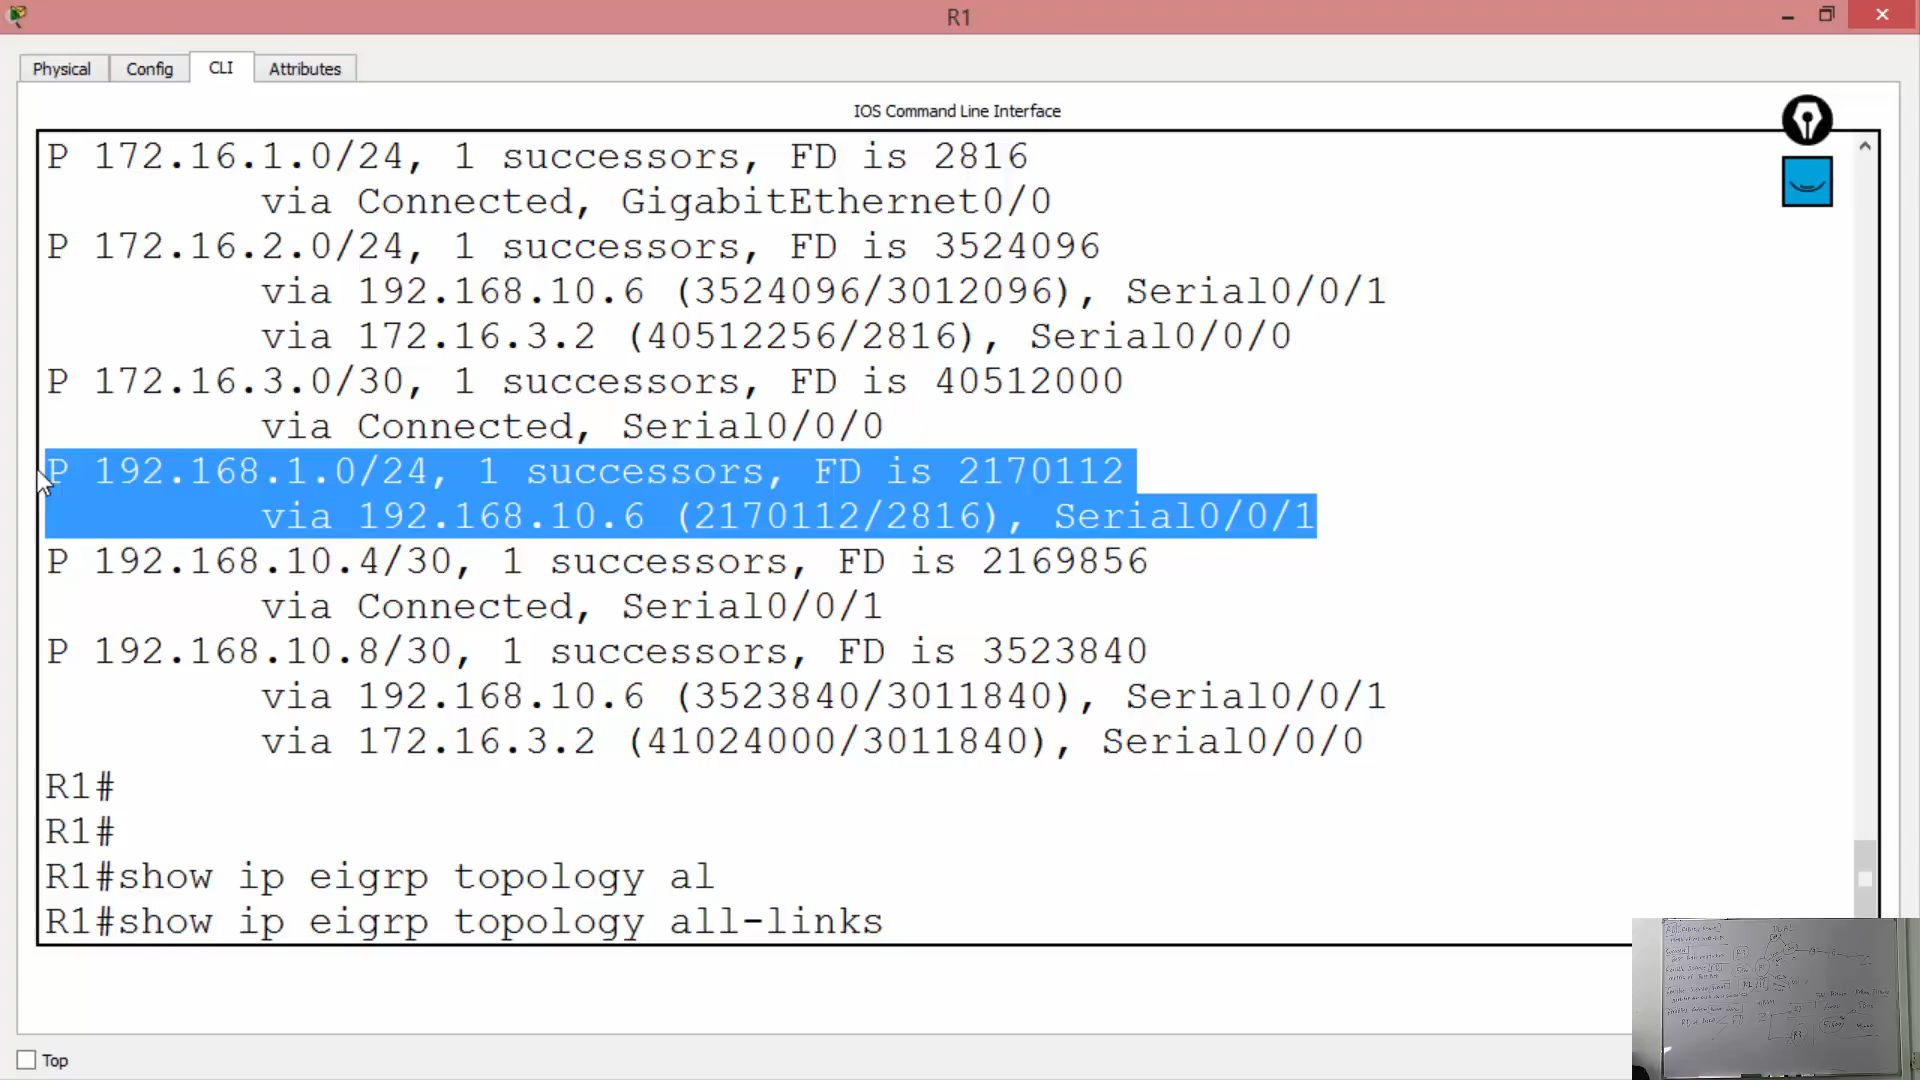 R1
Physical
Config
CLI
Attributes
IOS Command Line Interface
P 172.16.1.0/24, 1 successors, FD is 2816
via Connected, GigabitEthernet0/0
P 172.16.2.0/24, 1 successors, FD is 3524096
via 192.168.10.6 (3524096/3012096), Serial0/0/1
via 172.16.3.2 (40512256/2816), Serial0/0/0
P 172.16.3.0/30, 1 successors, FD is 40512000
via Connected, Serial0/0/0
P 192.168.1.0/24, 1 successors, FD is 2170112
via 192.168.10.6 (2170112/2816), Serial0/0/1
P 192.168.10.4/30, 1 successors, FD is 2169856
via Connected, Serial0/0/1
P 192.168.10.8/30, 1 successors, FD is 3523840
via 192.168.10.6 (3523840/3011840), Serial0/0/1
via 172.16.3.2 (41024000/3011840), Serial0/0/0
R1#
R1#
R1#show ip eigrp topology al
R1#show ip eigrp topology all-links
Top
DUAL